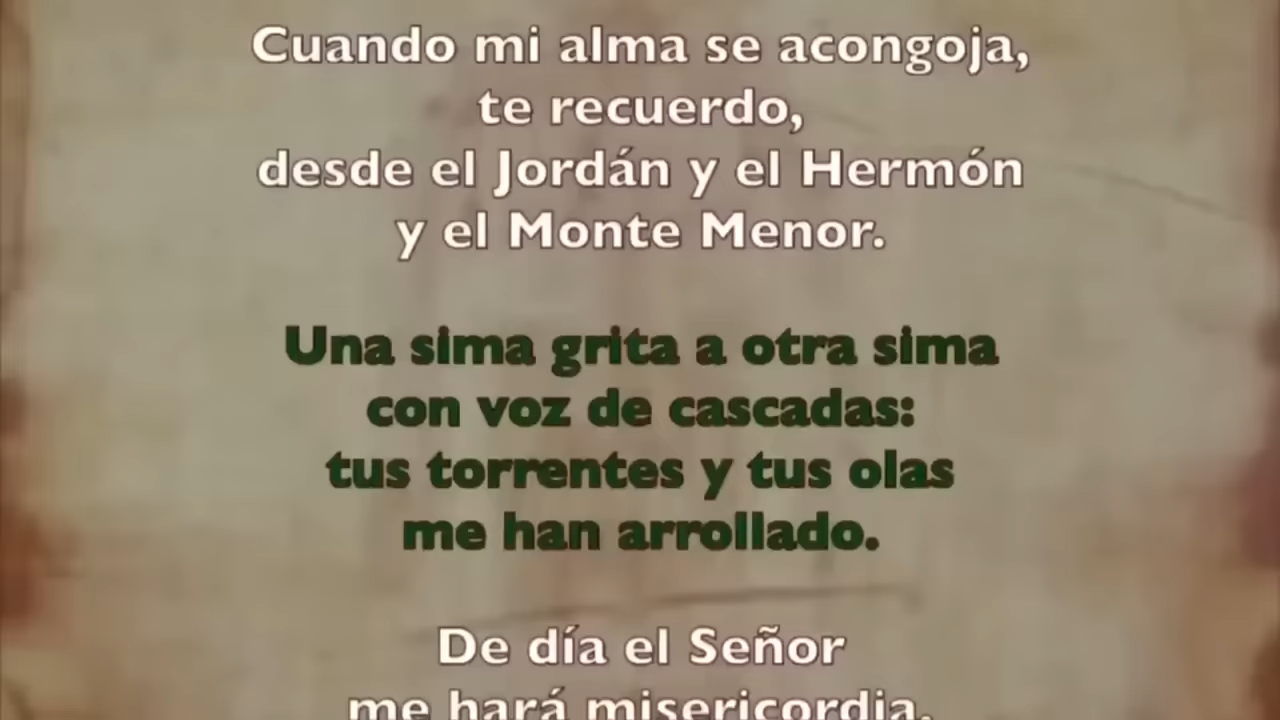 Cuando mi alma se acongoja,
te recuerdo,
desde el Jordán y el Hermón
y el Monte Menor.
Una sima grita a otra sima
con voz de cascadas:
tus torrentes y tus olas
me han arrollado.
De día el Señor
me hará misericordia,